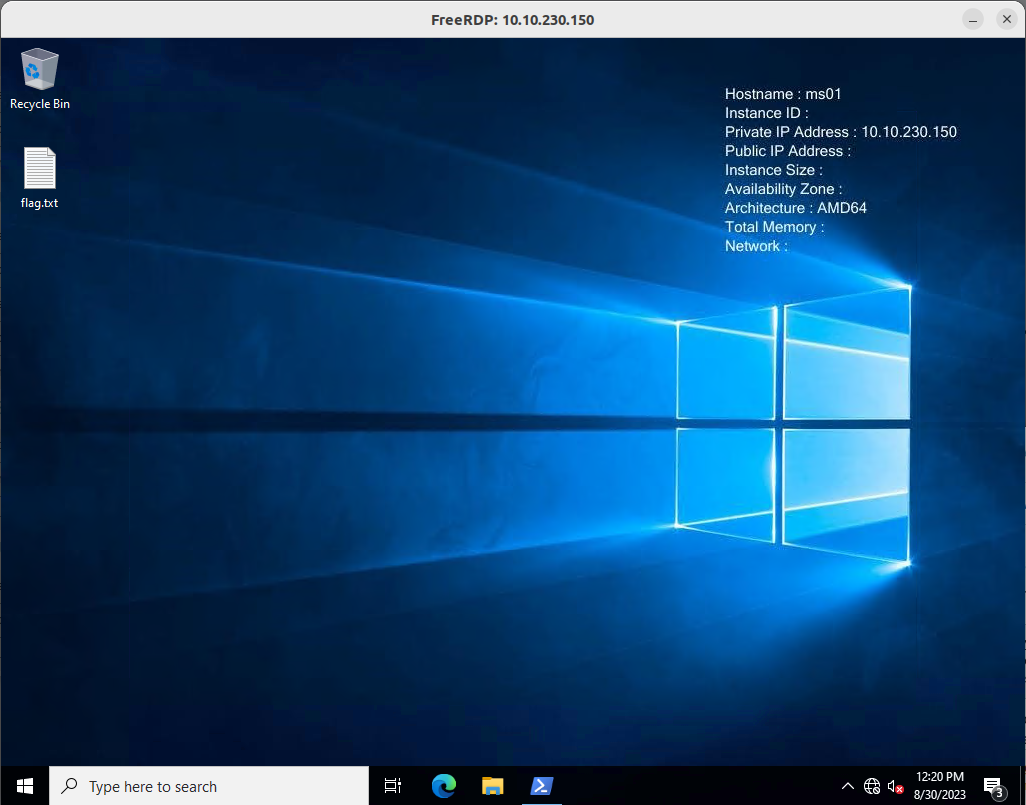 FreeRDP: 10.10.230.150
Recycle Bin
flag.txt
Hostname : ms01
Instance ID :
Private IP Address : 10.10.230.150
Public IP Address :
Instance Size :
Availability Zone :
Architecture : AMD64
Total Memory :
Network :
Type here to search
12:20 PM
8/30/2023
3